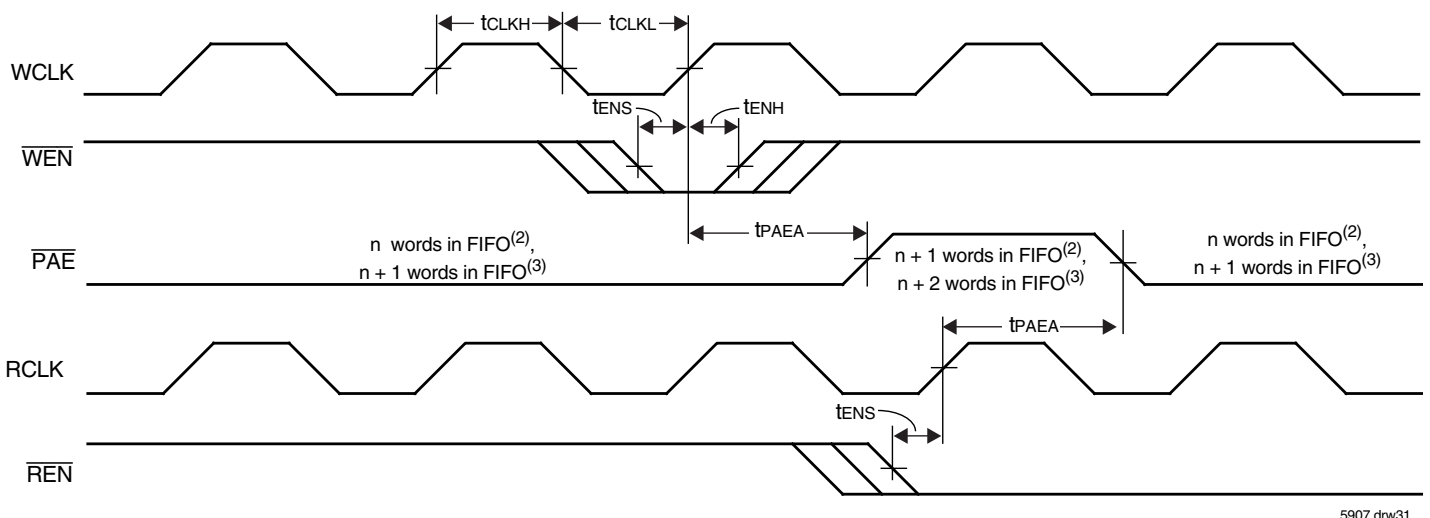 tCLKH
tCLKL
WCLK
tENS
tENH
WEN
tPAEA
PAE
n words in FIFO(2),
n + 1 words in FIFO(3)
n + 1 words in FIFO(2),
n + 2 words in FIFO(3)
n words in FIFO(2),
n + 1 words in FIFO(3)
tPAEA
RCLK
tENS
REN
5907 drw31